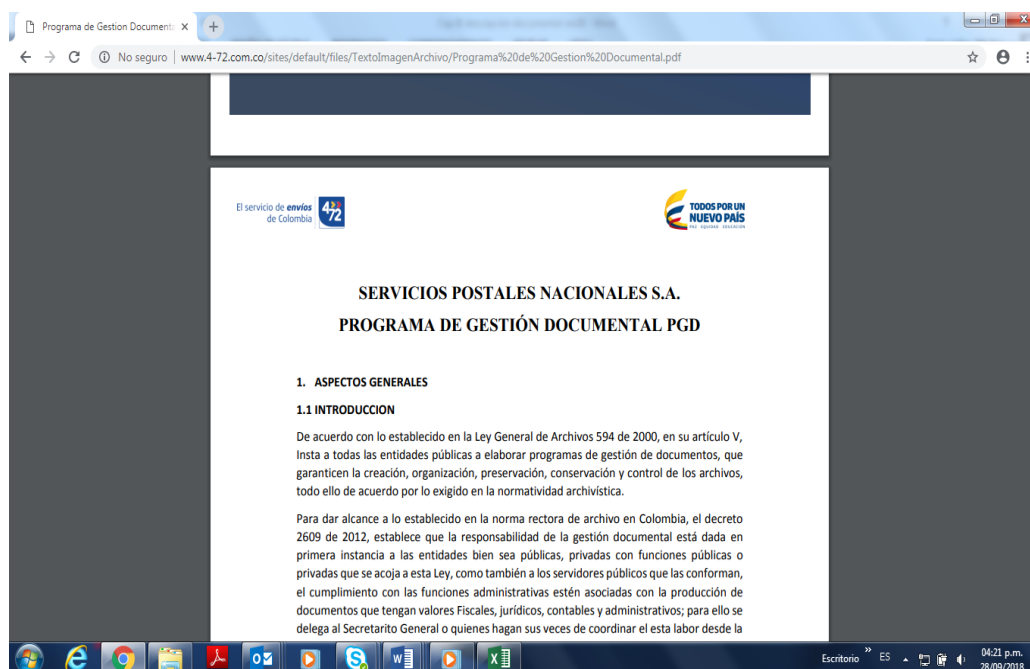 Programa de Gestion Documenta
No seguro | www.4-72.com.co/sites/default/files/TextoImagenArchivo/Programa%20de%20Gestion%20Documental.pdf
El servicio de envíos
de Colombia
472
TODOS POR UN
NUEVO PAÍS
PAZ EQUIDAD EDUCACIÓN
SERVICIOS POSTALES NACIONALES S.A.
PROGRAMA DE GESTIÓN DOCUMENTAL PGD
1. ASPECTOS GENERALES
1.1 INTRODUCCION
De acuerdo con lo establecido en la Ley General de Archivos 594 de 2000, en su artículo V,
Insta a todas las entidades públicas a elaborar programas de gestión de documentos, que
garanticen la creación, organización, preservación, conservación y control de los archivos,
todo ello de acuerdo por lo exigido en la normatividad archivística.
Para dar alcance a lo establecido en la norma rectora de archivo en Colombia, el decreto
2609 de 2012, establece que la responsabilidad de la gestión documental está dada en
primera instancia a las entidades bien sea públicas, privadas con funciones públicas o
privadas que se acoja a esta Ley, como también a los servidores públicos que las conforman,
el cumplimiento con las funciones administrativas estén asociadas con la producción de
documentos que tengan valores Fiscales, jurídicos, contables y administrativos; para ello se
delega al Secretarito General o quienes hagan sus veces de coordinar el esta labor desde la
Escritorio » ES 04:21 p.m.
28/09/2018